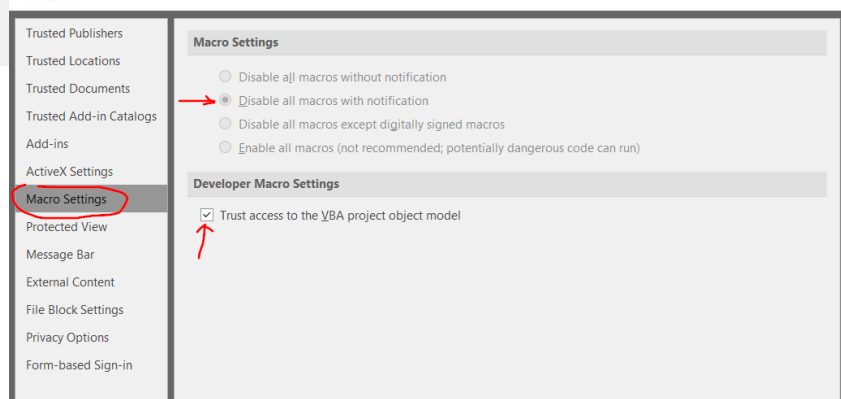 Trusted Publishers
Trusted Locations
Trusted Documents
Trusted Add-in Catalogs
Add-ins
ActiveX Settings
Macro Settings
Protected View
Message Bar
External Content
File Block Settings
Privacy Options
Form-based Sign-in
Macro Settings
Disable all macros without notification
Disable all macros with notification
Disable all macros except digitally signed macros
Enable all macros (not recommended; potentially dangerous code can run)
Developer Macro Settings
Trust access to the VBA project object model